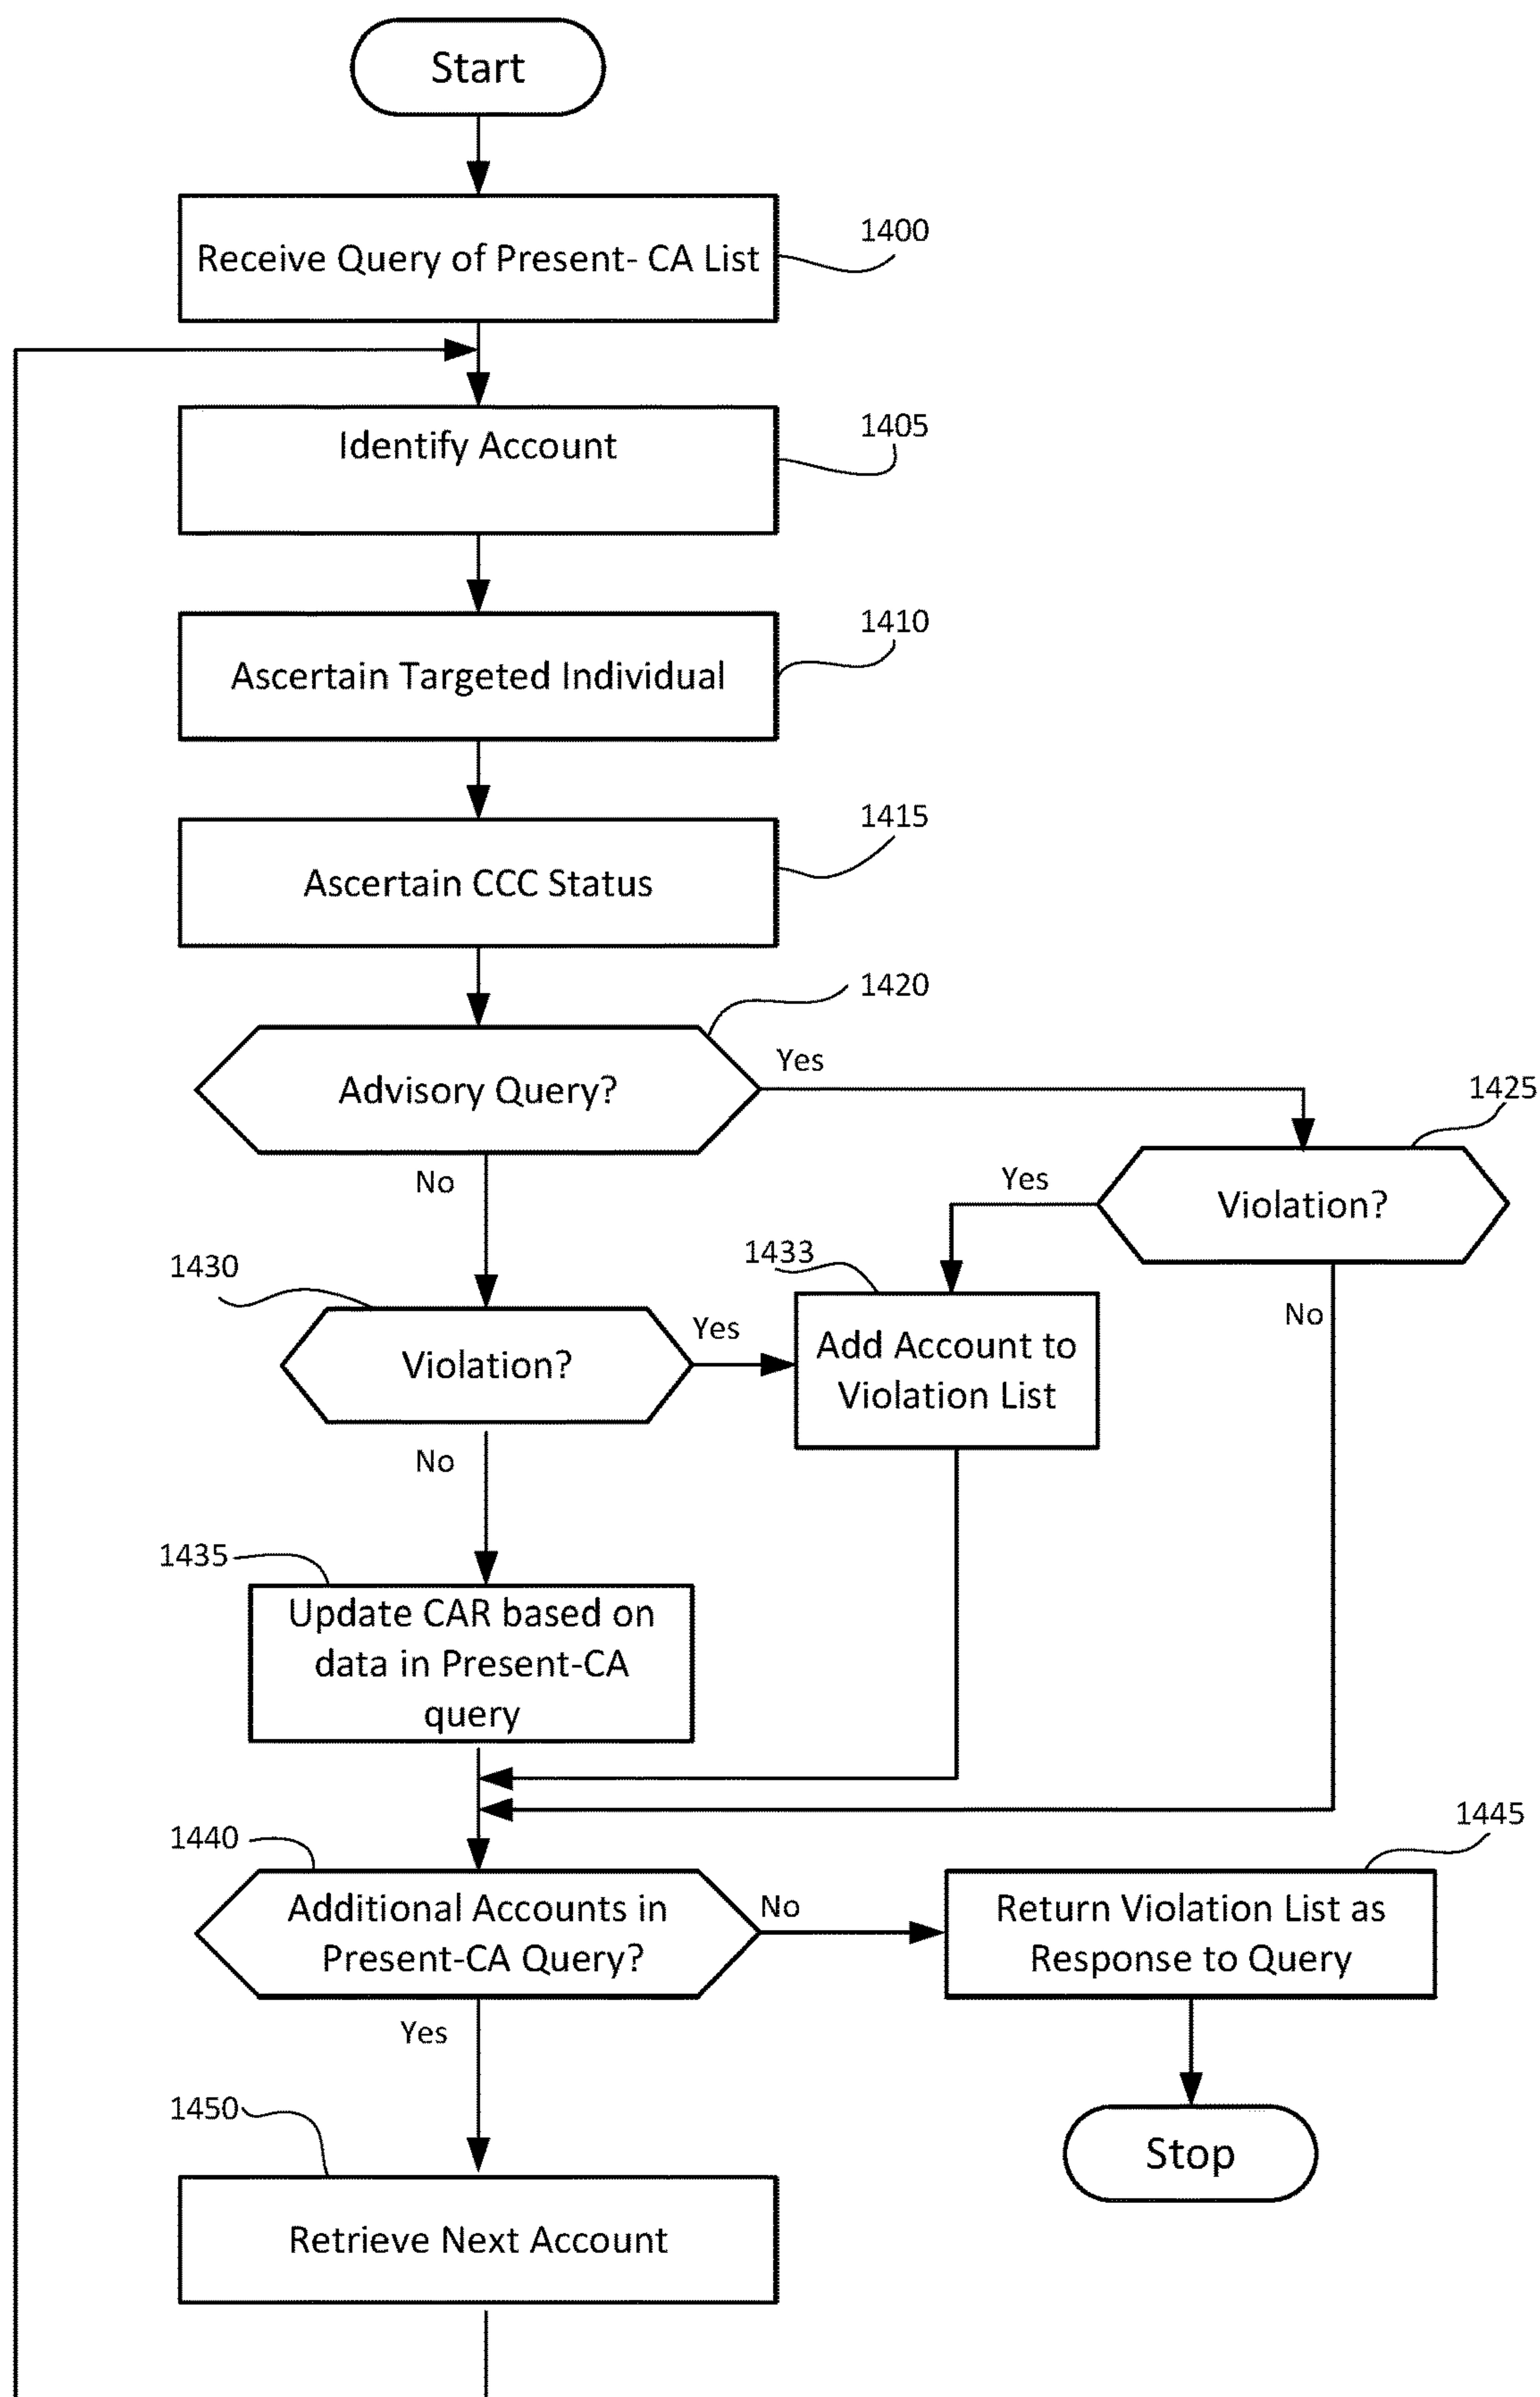 Start
Receive Query of Present- CA List
1400
Identify Account
1405
Ascertain Targeted Individual
1410
Ascertain CCC Status
1415
1420
Advisory Query?
Yes
1425
No
Yes
Violation?
1430
1433
Violation?
Yes
Add Account to
Violation List
No
No
1435
Update CAR based on
data in Present-CA
query
1440
1445
Additional Accounts in
Present-CA Query?
No
Return Violation List as
Response to Query
Yes
1450
Stop
Retrieve Next Account